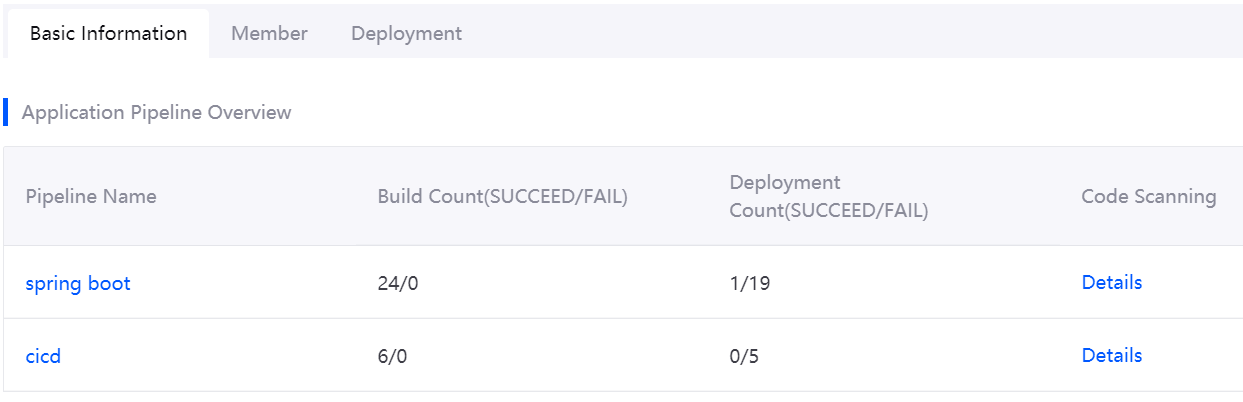 Basic Information Member Deployment
Application Pipeline Overview
Pipeline Name Build Count(SUCCEED/FAIL) Deployment Count(SUCCEED/FAIL) Code Scanning
spring boot 24/0 1/19 Details
cicd 6/0 0/5 Details